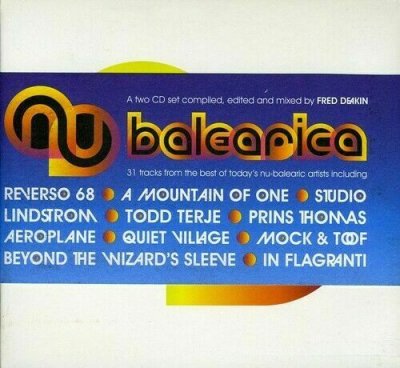 A two CD set compiled, edited and mixed by FRED DEAKIN
nu balearica
31 tracks from the best of today's nu-balearic artists including
REVERSO 68 • A MOUNTAIN OF ONE • STUDIO
LINDSTROM • TODD TERJE • PRINS THOMAS
AEROPLANE • QUIET VILLAGE • MOCK & TOOF
BEYOND THE WIZARD'S SLEEVE • IN FLAGRANTI